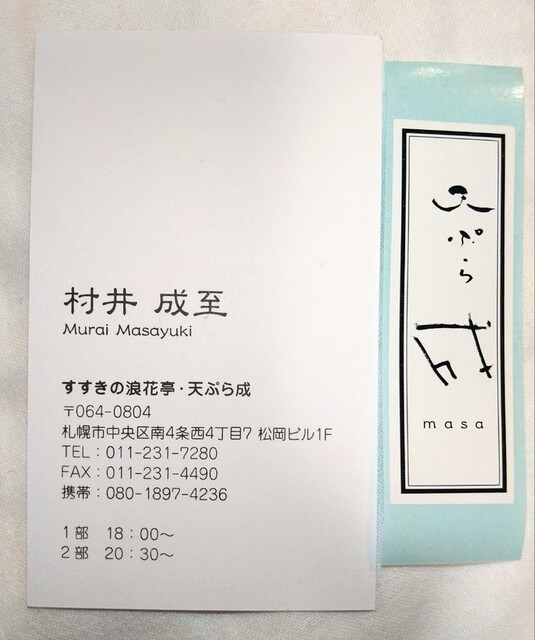 村井 成至
Murai Masayuki
すすきの浪花亭・天ぷら成
〒064-0804
札幌市中央区南4条西4丁目7 松岡ビル1F
TEL：011-231-7280
FAX：011-231-4490
携帯：080-1897-4236
1部 18：00〜
2部 20：30〜
天ぷら
成
masa